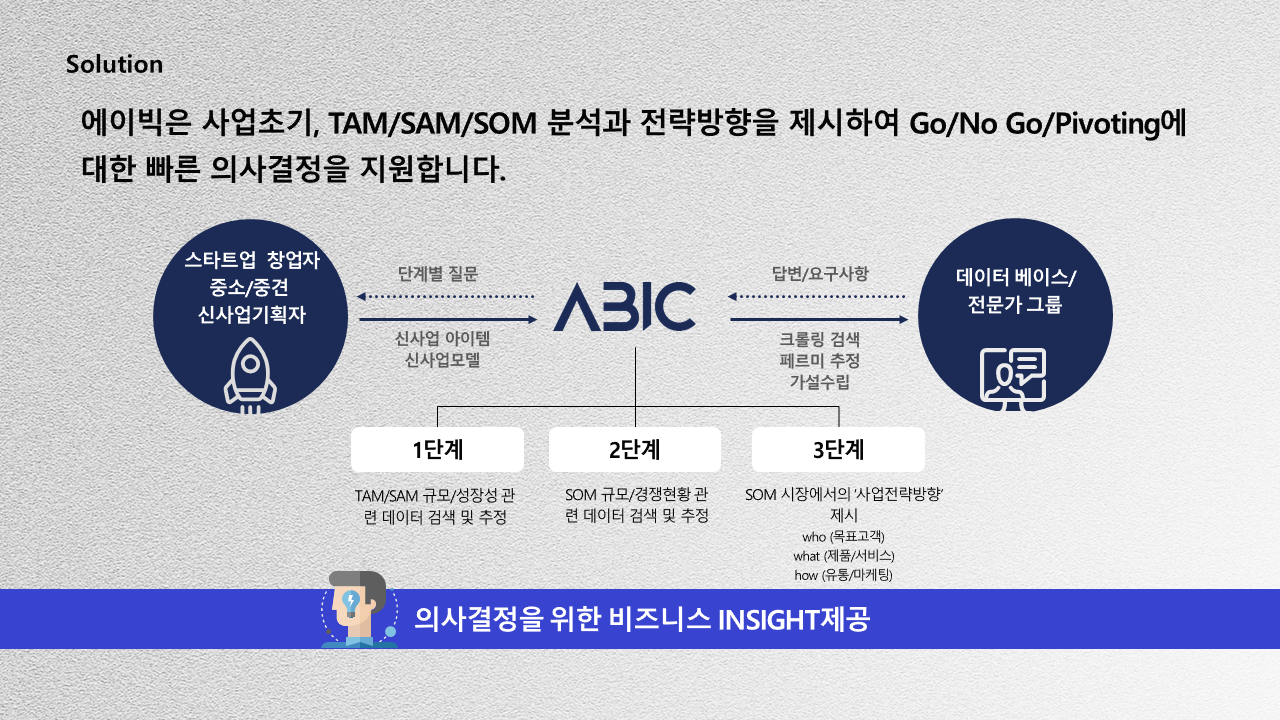 Solution
에이빅은 사업초기, TAM/SAM/SOM 분석과 전략방향을 제시하여 Go/No Go/Pivoting에
대한 빠른 의사결정을 지원합니다.
스타트업 창업자
중소/중견
신사업기획자
단계별 질문
신사업 아이템
신사업모델
ABIC
답변/요구사항
크롤링 검색
페르미 추정
가설수립
데이터 베이스/
전문가 그룹
1단계
TAM/SAM 규모/성장성 관
련 데이터 검색 및 추정
2단계
SOM 규모/경쟁현황 관
련 데이터 검색 및 추정
3단계
SOM 시장에서의 '사업전략방향'
제시
who (목표고객)
what (제품/서비스)
how (유통/마케팅)
의사결정을 위한 비즈니스 INSIGHT제공